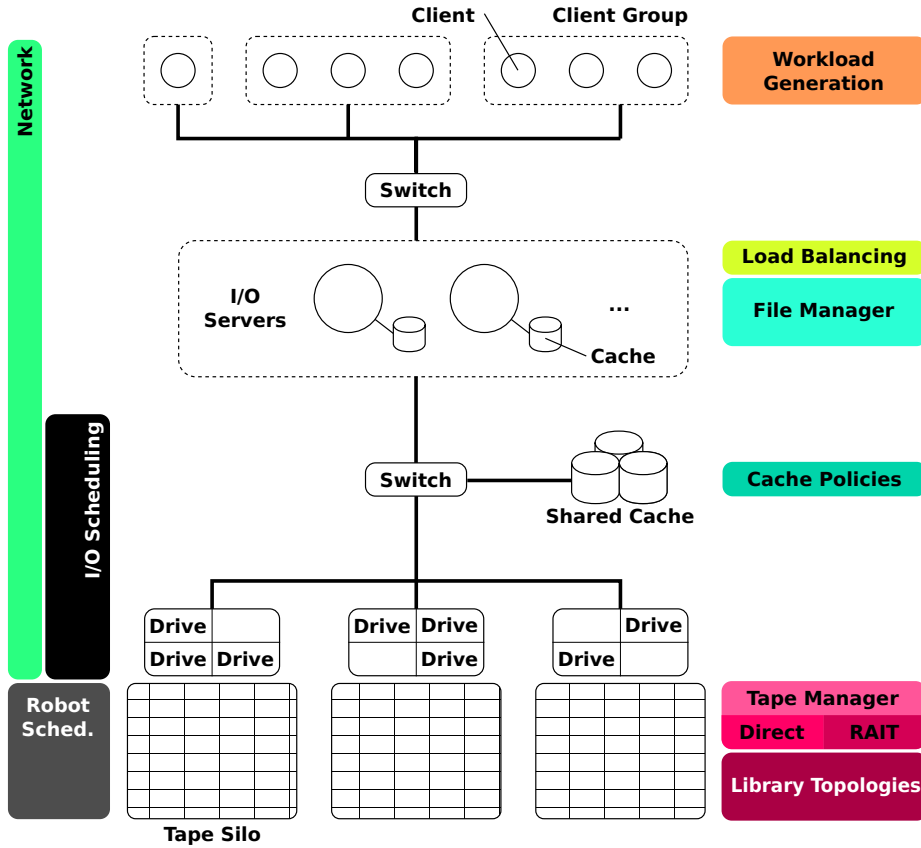 Client
Client Group
Network
Workload
Generation
Switch
Load Balancing
I/O
Servers
...
File Manager
Cache
I/O Scheduling
Switch
Cache Policies
Shared Cache
Drive
Drive Drive
Drive Drive
Drive
Drive
Drive
Robot
Sched.
Tape Manager
Direct
RAIT
Library Topologies
Tape Silo